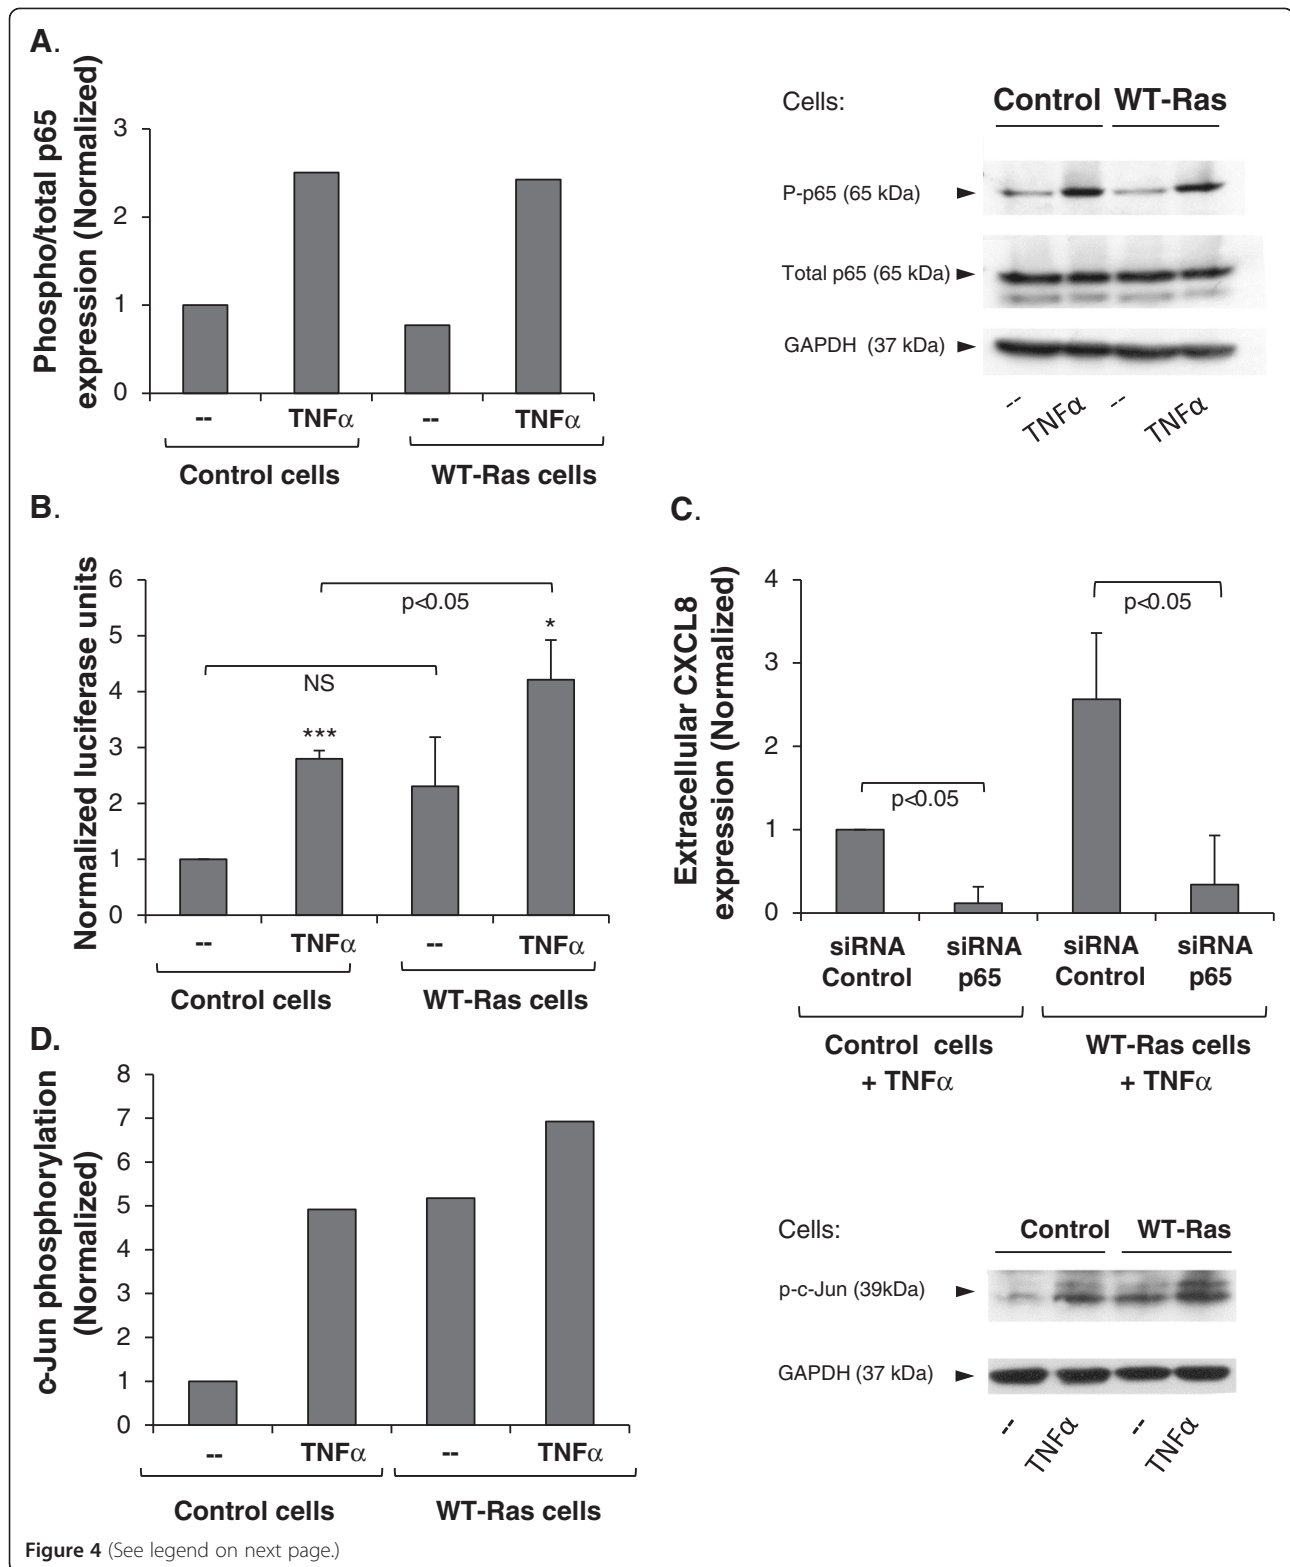 A.
Phospho/total p65
expression (Normalized)
3
2
1
0
-- TNFα -- TNFα
Control cells WT-Ras cells
Cells: Control WT-Ras
P-p65 (65 kDa) ►
Total p65 (65 kDa) ►
GAPDH (37 kDa) ►
-- TNFα -- TNFα
B.
Normalized luciferase units
6
5
4
3
2
1
0
p<0.05
NS
***
*
-- TNFα -- TNFα
Control cells WT-Ras cells
C.
Extracellular CXCL8
expression (Normalized)
4
3
2
1
0
p<0.05
p<0.05
siRNA siRNA siRNA siRNA
Control p65 Control p65
Control cells WT-Ras cells
+ TNFα + TNFα
D.
c-Jun phosphorylation
(Normalized)
8
7
6
5
4
3
2
1
0
-- TNFα -- TNFα
Control cells WT-Ras cells
Cells: Control WT-Ras
p-c-Jun (39kDa) ►
GAPDH (37 kDa) ►
-- TNFα -- TNFα
Figure 4 (See legend on next page.)